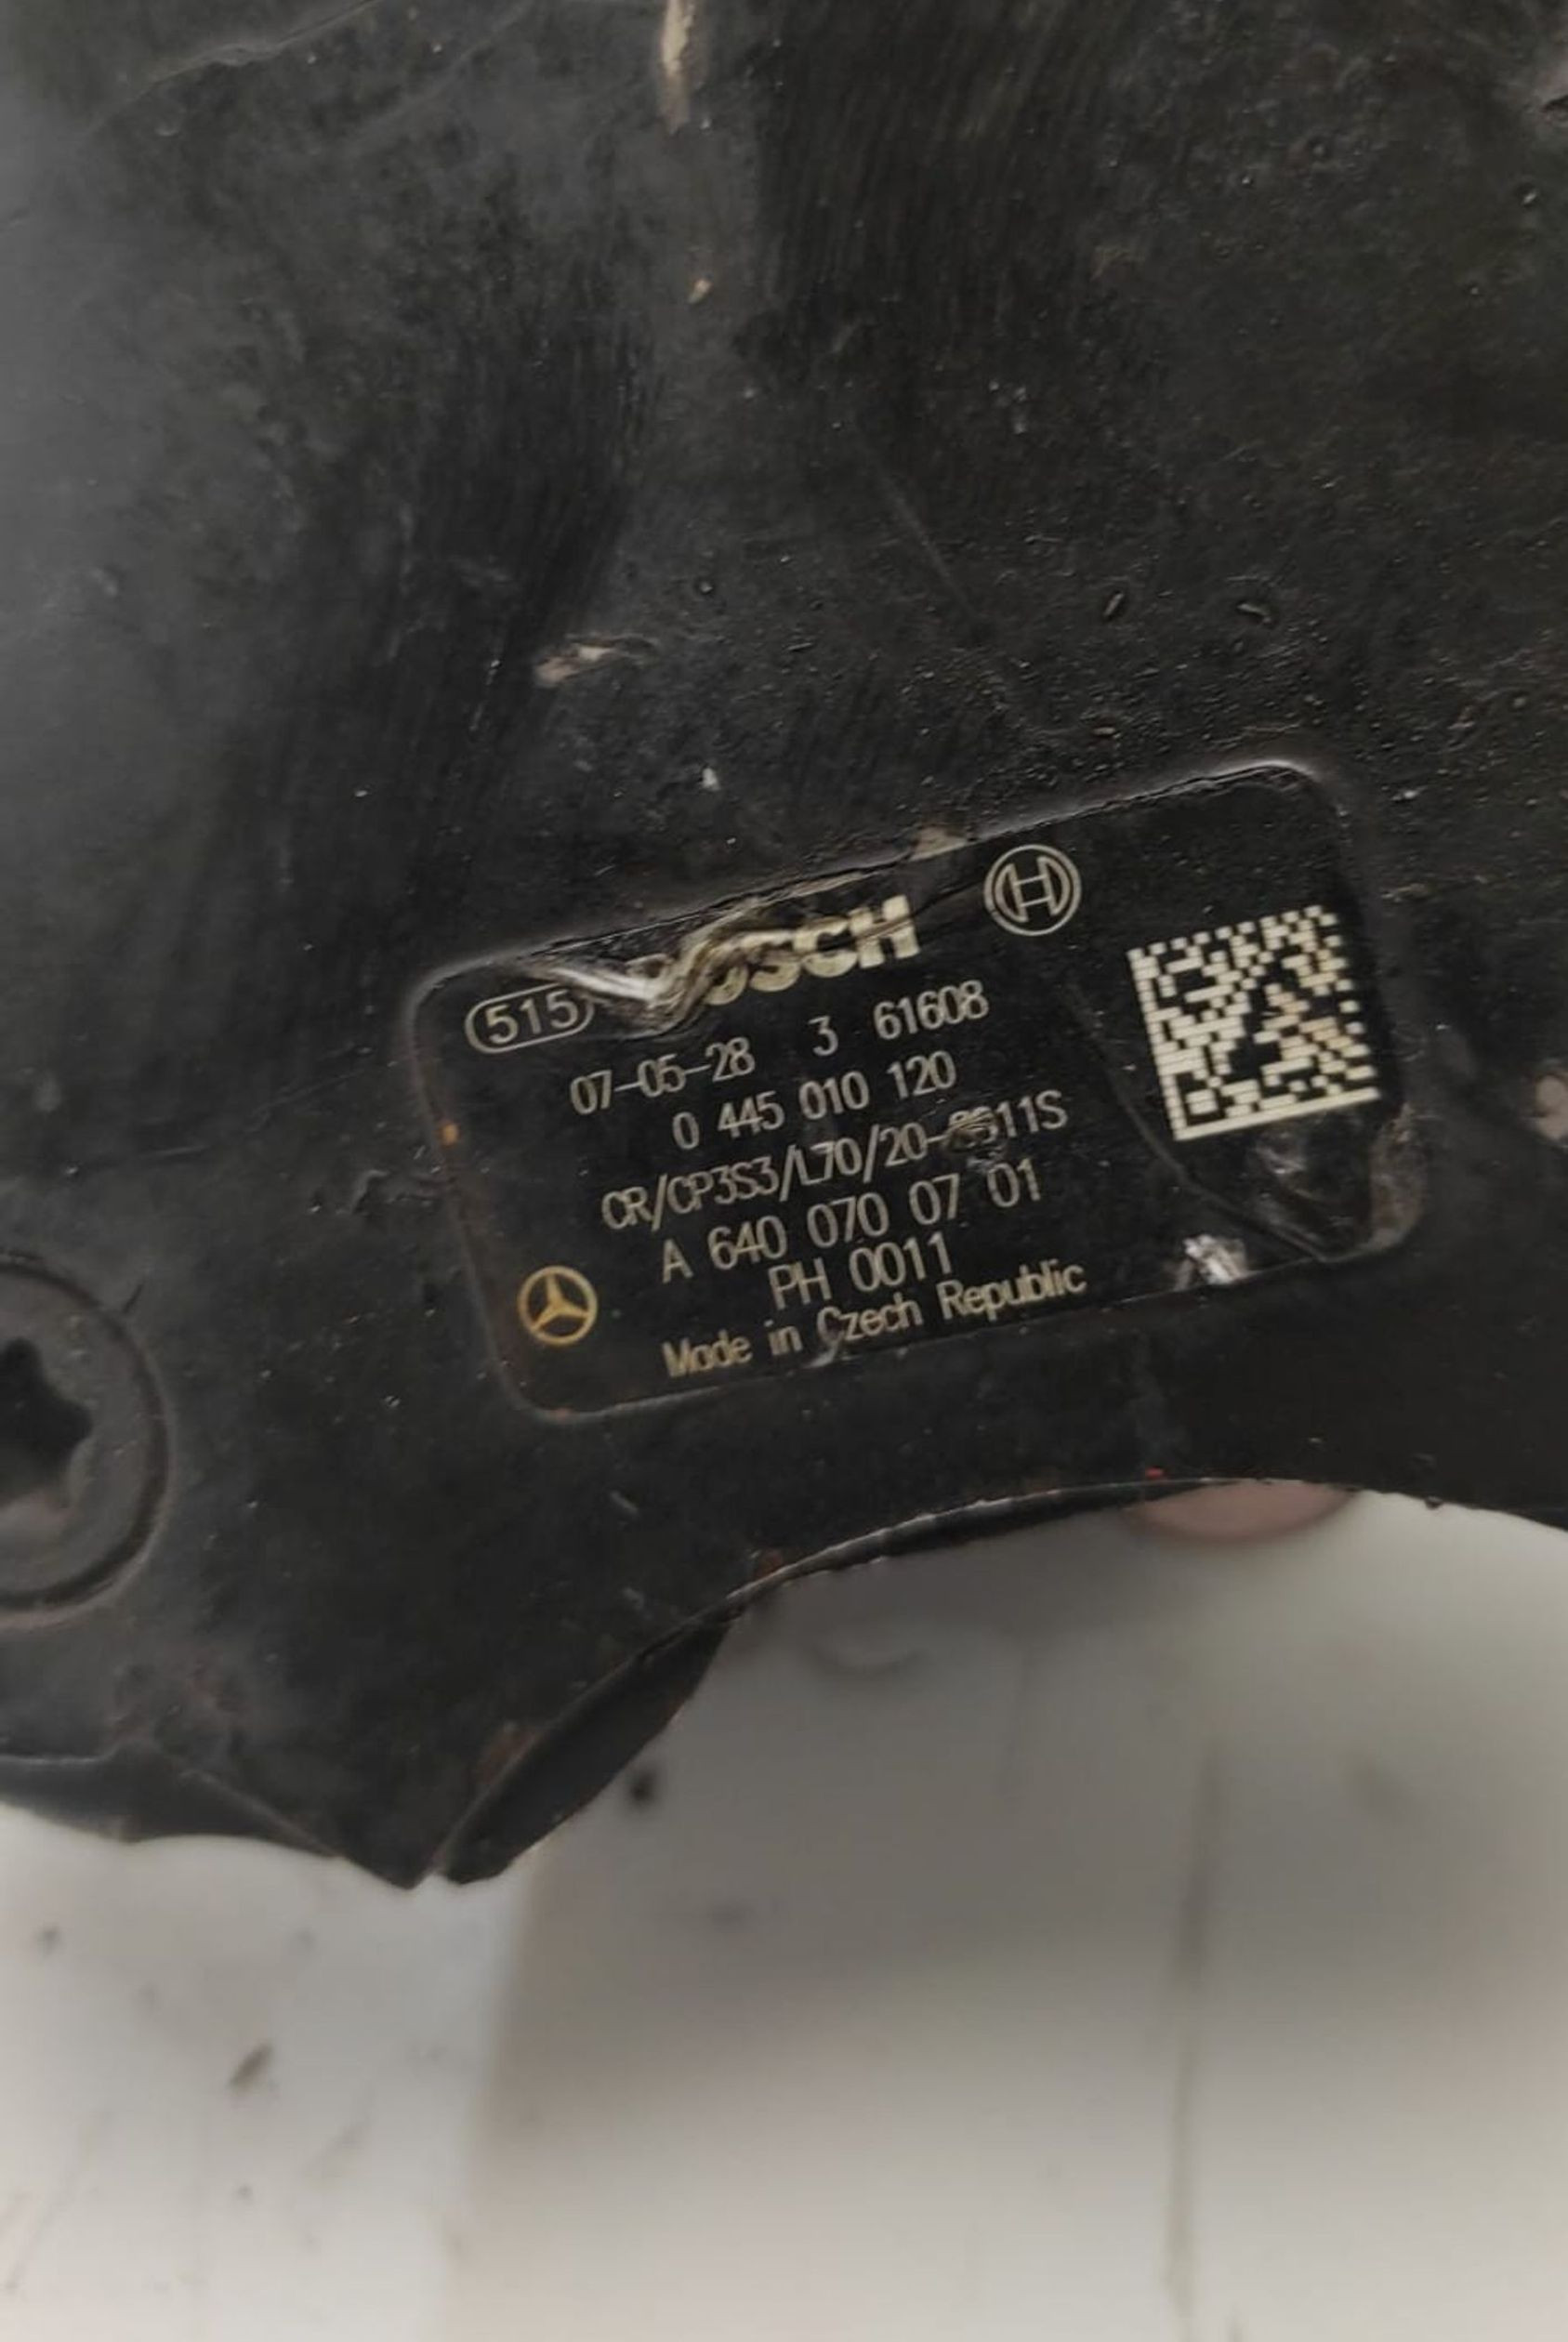 515
07-05-28 3 61608
0 445 010 120
CR/CP3S3/L70/20-
A 640 070 07 01
PH 0011
Made in Czech Republic